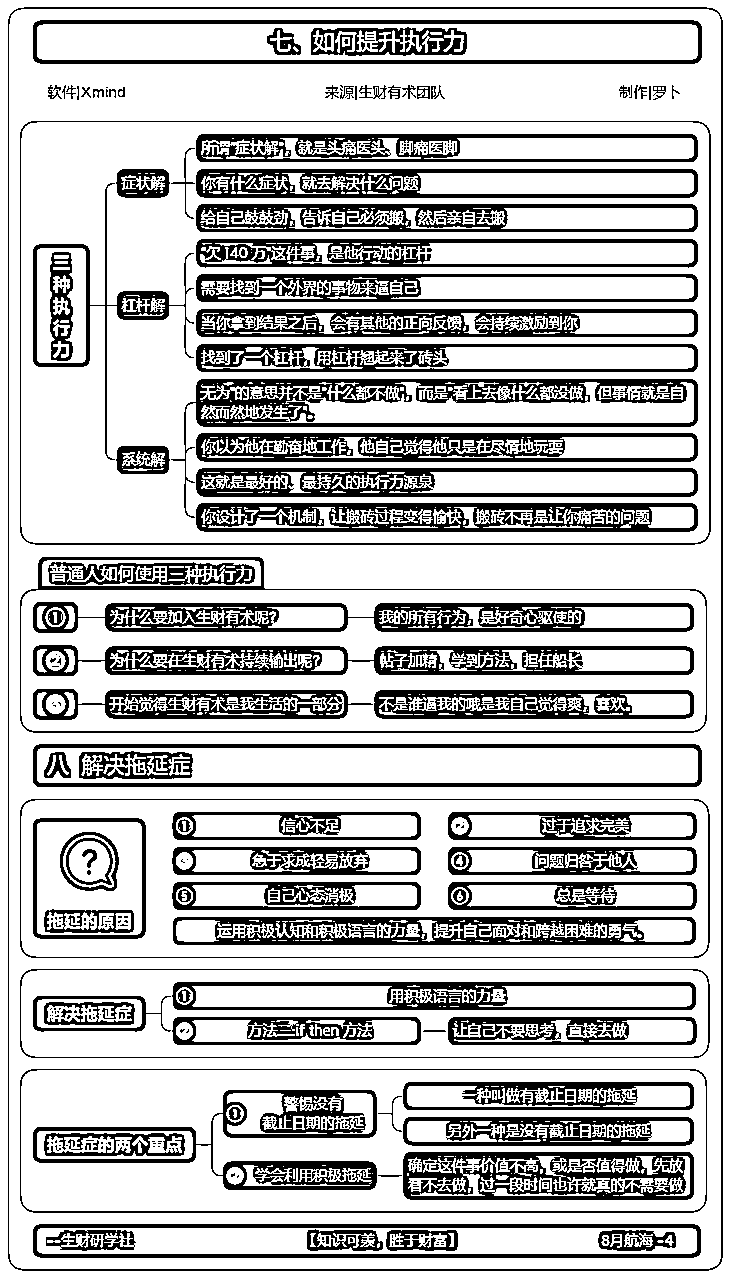 七、如何提升执行力
软件|Xmind
来源|生财有术团队
制作|罗卜
三种执行力
症状解
所谓“症状解”，就是头痛医头、脚痛医脚
你有什么症状，就去解决什么问题
给自己鼓鼓劲，告诉自己必须搬，然后亲自去搬
杠杆解
“欠 140 万”这件事，是他行动的杠杆
需要找到一个外界的事物来逼自己
当你拿到结果之后，会有其他的正向反馈，会持续激励到你
找到了一个杠杆，用杠杆翘起来了砖头
系统解
无为”的意思并不是“什么都不做”，而是“看上去像什么都没做，但事情就是自
然而然地发生了”。
你以为他在勤奋地工作，他自己觉得他只是在尽情地玩耍
这就是最好的、最持久的执行力源泉
你设计了一个机制，让搬砖过程变得愉快，搬砖不再是让你痛苦的问题
普通人如何使用三种执行力
① 为什么要加入生财有术呢？
我的所有行为，是好奇心驱使的
② 为什么要在生财有术持续输出呢？
帖子加精，学到方法，担任船长
③ 开始觉得生财有术是我生活的一部分
不是谁逼我的哦是我自己觉得爽，喜欢。
八 解决拖延症
拖延的原因
① 信心不足
② 过于追求完美
③ 急于求成轻易放弃
④ 问题归咎于他人
⑤ 自己心态消极
⑥ 总是等待
运用积极认知和积极语言的力量，提升自己面对和跨越困难的勇气。
解决拖延症
① 用积极语言的力量
② 方法二if then 方法
让自己不要思考，直接去做
拖延症的两个重点
① 警惕没有
截止日期的拖延
一种叫做有截止日期的拖延
另外一种是没有截止日期的拖延
② 学会利用积极拖延
确定这件事价值不高，或是否值得做，先放
着不去做，过一段时间也许就真的不需要做
—生财研学社
【知识可羡，胜于财富】
8月航海 -4